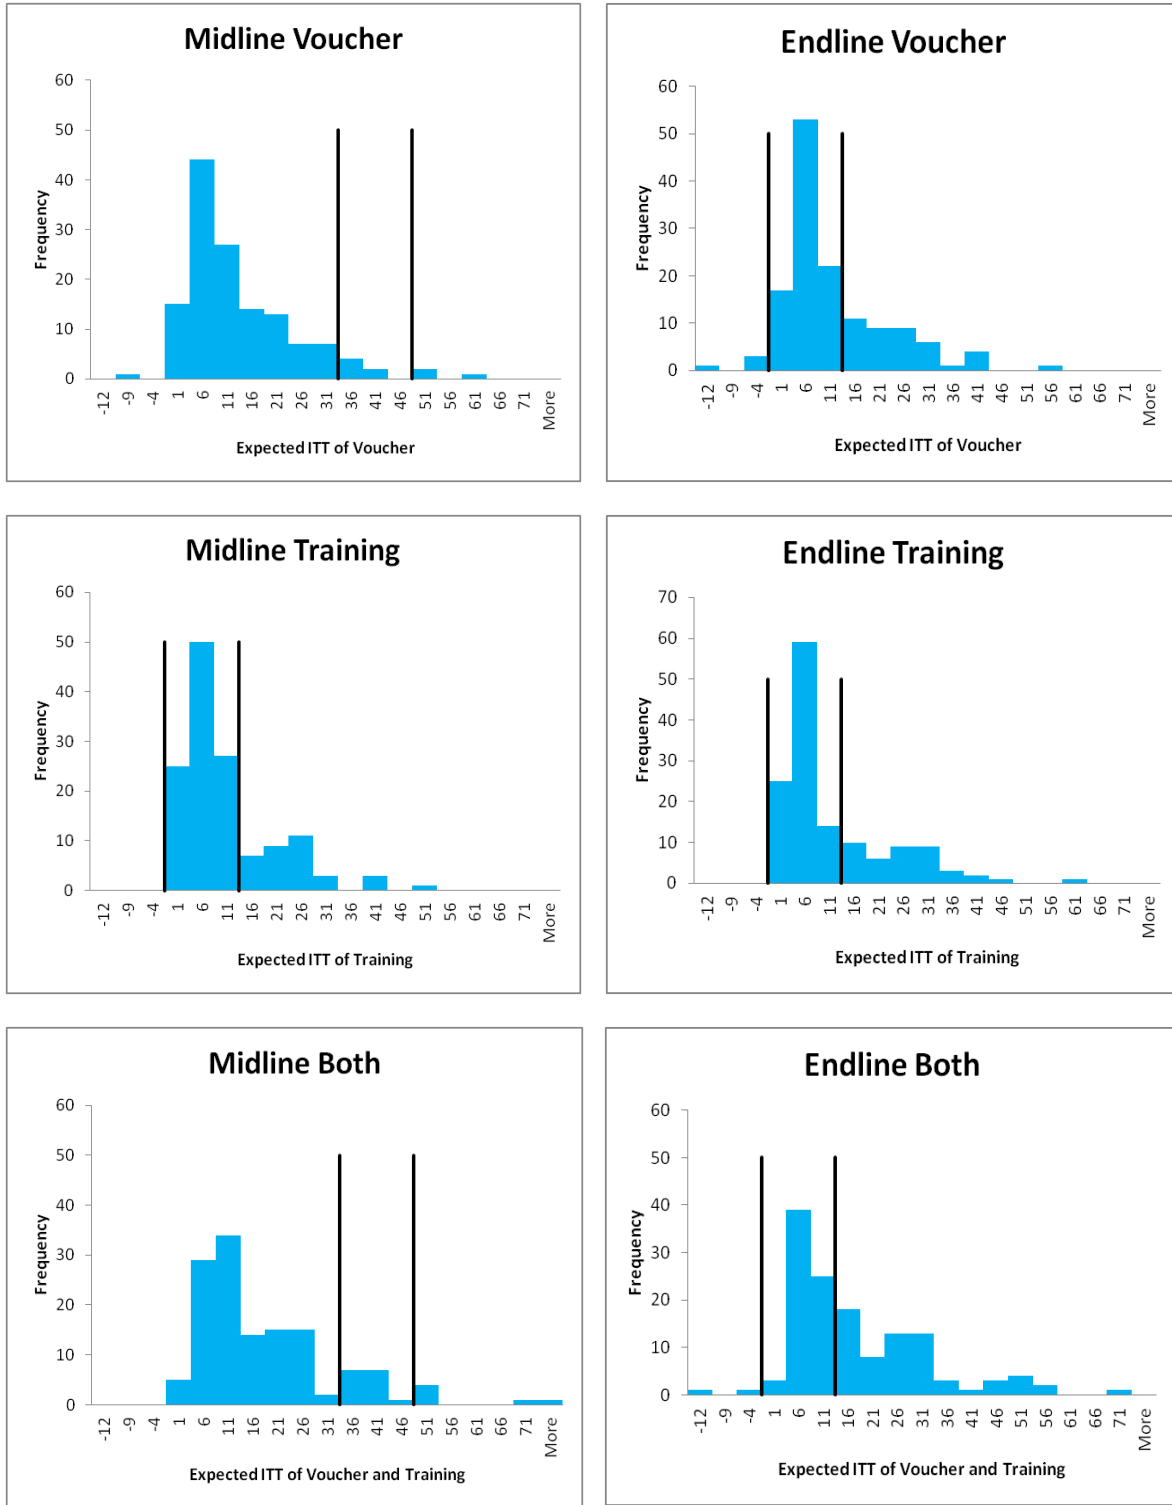 Midline Voucher
60
50
40
30
20
10
0
Frequency
-12 -9 -4 1 6 11 16 21 26 31 36 41 46 51 56 61 66 71 More
Expected ITT of Voucher
Endline Voucher
60
50
40
30
20
10
0
Frequency
-12 -9 -4 1 6 11 16 21 26 31 36 41 46 51 56 61 66 71 More
Expected ITT of Voucher
Midline Training
60
50
40
30
20
10
0
Frequency
-12 -9 -4 1 6 11 16 21 26 31 36 41 46 51 56 61 66 71 More
Expected ITT of Training
Endline Training
70
60
50
40
30
20
10
0
Frequency
-12 -9 -4 1 6 11 16 21 26 31 36 41 46 51 56 61 66 71 More
Expected ITT of Training
Midline Both
60
50
40
30
20
10
0
Frequency
-12 -9 -4 1 6 11 16 21 26 31 36 41 46 51 56 61 66 71 More
Expected ITT of Voucher and Training
Endline Both
60
50
40
30
20
10
0
Frequency
-12 -9 -4 1 6 11 16 21 26 31 36 41 46 51 56 61 66 71 More
Expected ITT of Voucher and Training